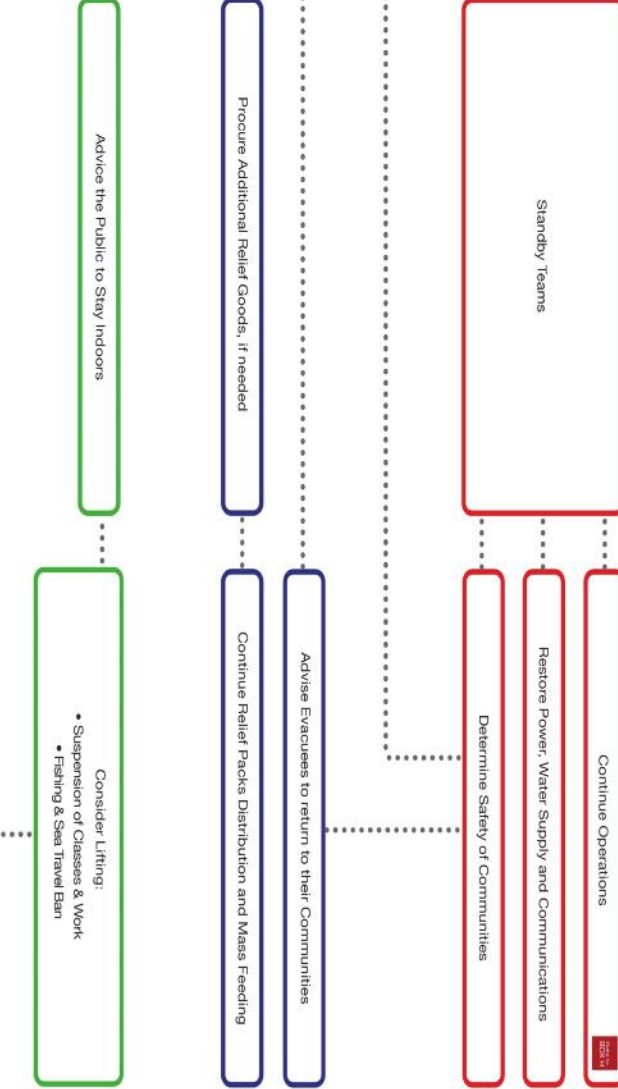 Standby Teams
Continue Operations
Restore Power, Water Supply and Communications
Determine Safety of Communities
Advise Evacuees to return to their Communities
Procure Additional Relief Goods, if needed
Continue Relief Packs Distribution and Mass Feeding
Advice the Public to Stay Indoors
Consider Lifting:
• Suspension of Classes & Work
• Fishing & Sea Travel Ban